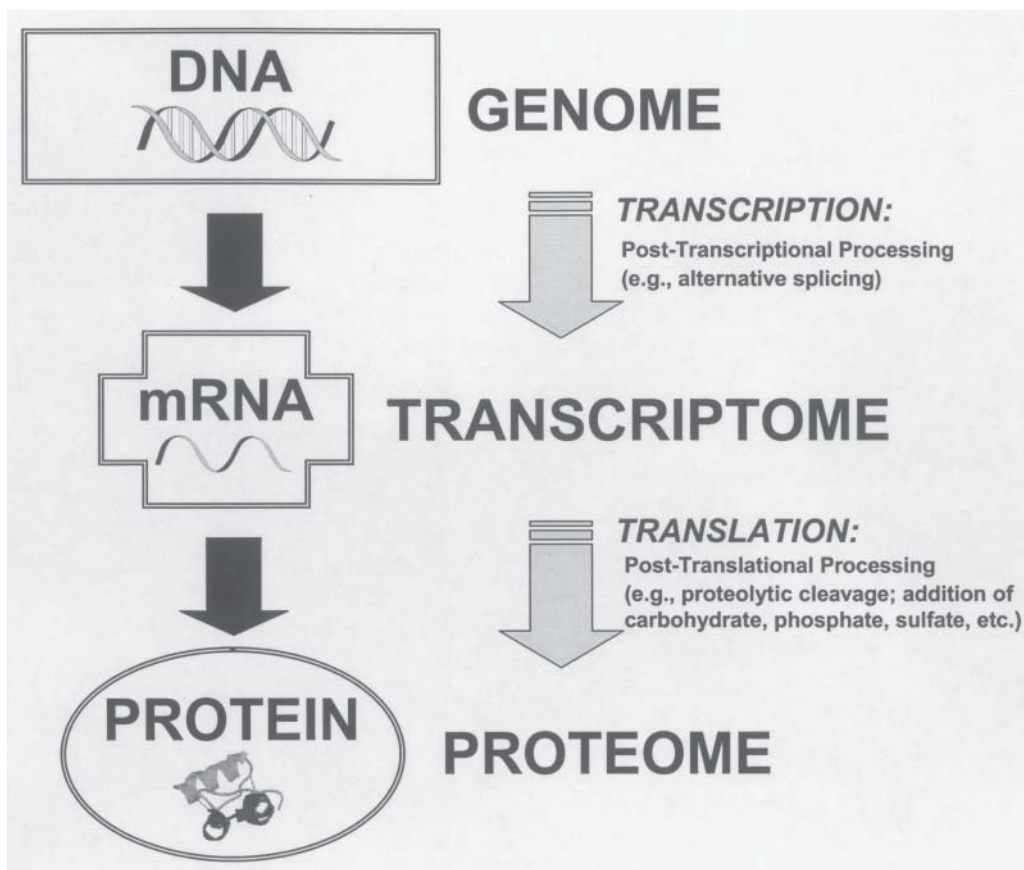 DNA
GENOME
TRANSCRIPTION:
Post-Transcriptional Processing
(e.g., alternative splicing)
mRNA
TRANSCRIPTOME
TRANSLATION:
Post-Translational Processing
(e.g., proteolytic cleavage; addition of
carbohydrate, phosphate, sulfate, etc.)
PROTEIN
PROTEOME